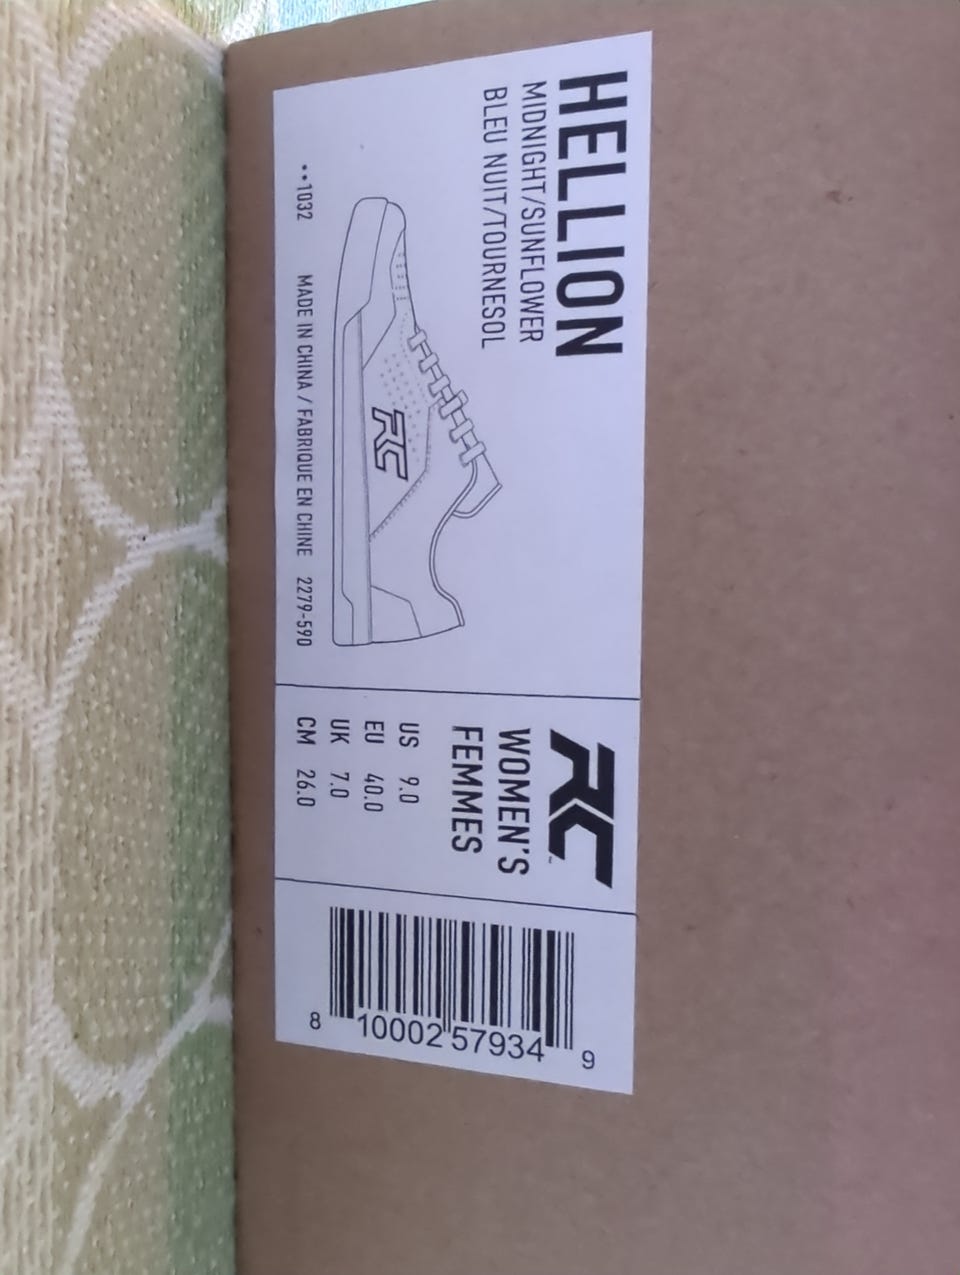 HELLION
MIDNIGHT/SUNFLOWER
BLEU NUIT/TOURNESOL
RC
••1032 MADE IN CHINA / FABRIQUE EN CHINE 2279-590
RC™
WOMEN'S
FEMMES
US 9.0
EU 40.0
UK 7.0
CM 26.0
8 10002 57934 9